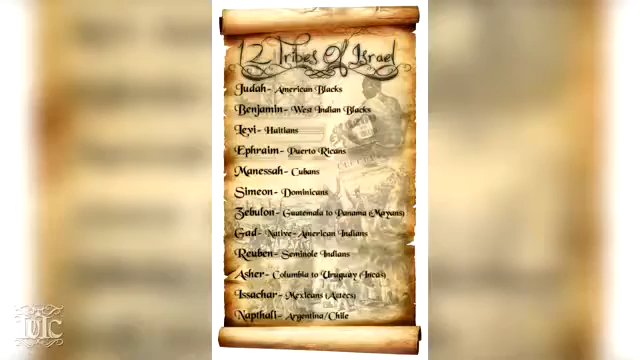 12 Tribes Of Israel
Judah- American Blacks
Benjamin- West Indian Blacks
Levi- Haitians
Ephraim- Puerto Ricans
Manessah- Cubans
Simeon- Dominicans
Zebulon- Guatemala to Panama (Mayans)
Gad- Native-American Indians
Reuben- Seminole Indians
Asher- Columbia to Uruguay (Incas)
Issachar- Mexicans (Aztecs)
Napthali- Argentina/Chile